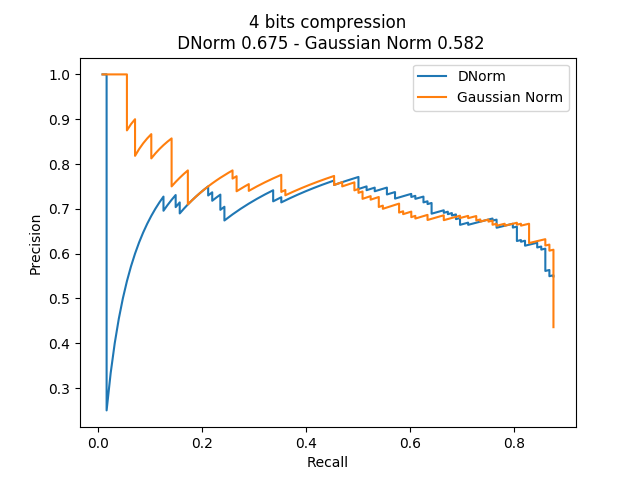 4 bits compression
DNorm 0.675 - Gaussian Norm 0.582
DNorm
Gaussian Norm
Precision
1.0
0.9
0.8
0.7
0.6
0.5
0.4
0.3
0.0 0.2 0.4 0.6 0.8
Recall